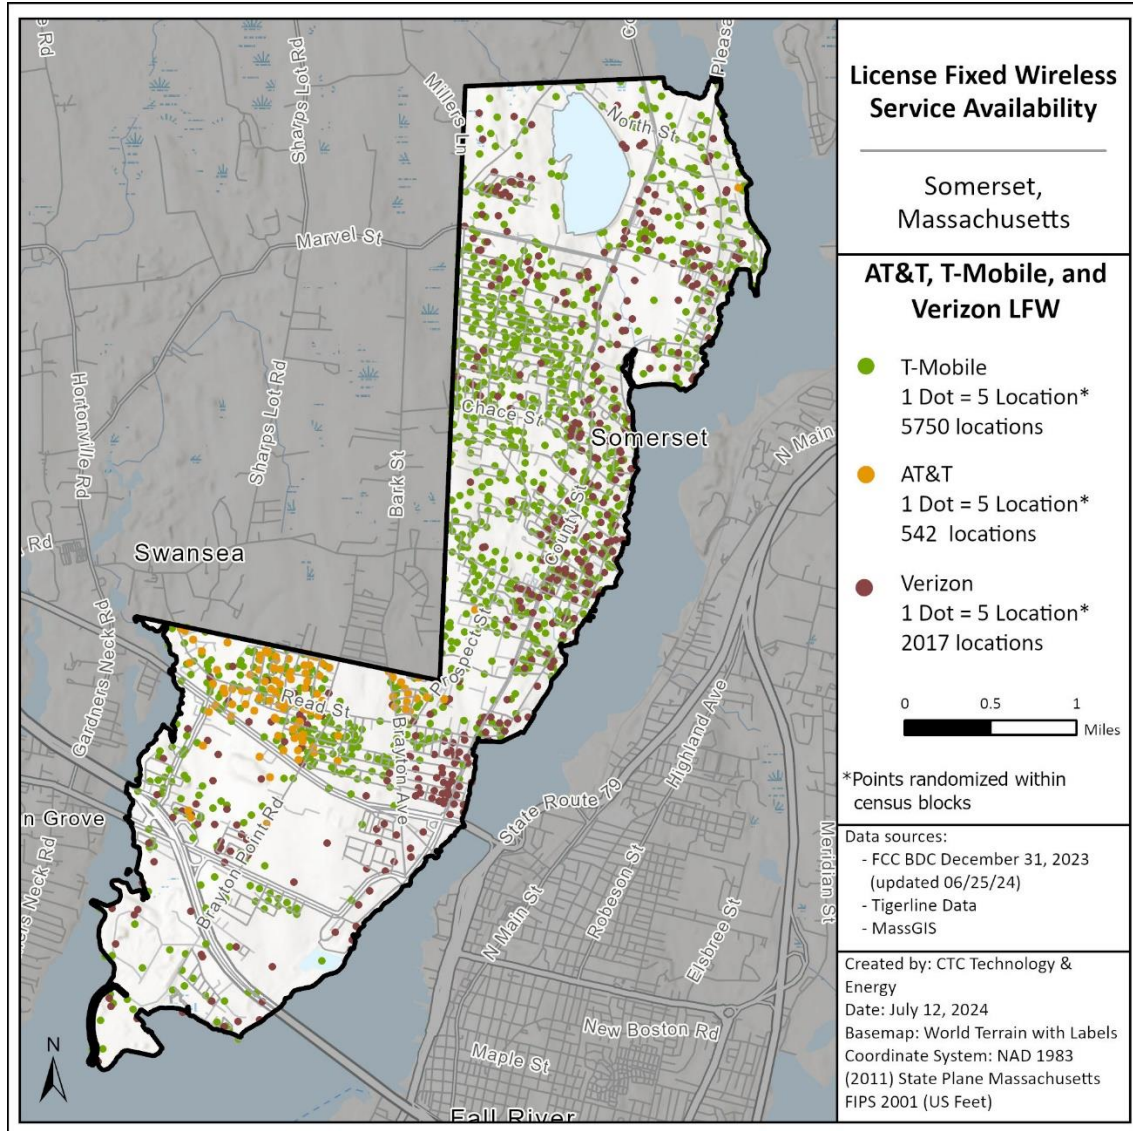 License Fixed Wireless
Service Availability
Somerset,
Massachusetts
AT&T, T-Mobile, and
Verizon LFW
T-Mobile
1 Dot = 5 Location*
5750 locations
AT&T
1 Dot = 5 Location*
542 locations
Verizon
1 Dot = 5 Location*
2017 locations
0 0.5 1
Miles
*Points randomized within
census blocks
Data sources:
- FCC BDC December 31, 2023
(updated 06/25/24)
- Tigerline Data
- MassGIS
Created by: CTC Technology &
Energy
Date: July 12, 2024
Basemap: World Terrain with Labels
Coordinate System: NAD 1983
(2011) State Plane Massachusetts
FIPS 2001 (US Feet)
Rd
Sharps Lot Rd
Millers Ln
Co
Pleasa
North St
Marvel St
Hortonville Rd
Sharps Lot Rd
Bark St
Chace St
Somerset
N Main
County St
Rd
Swansea
Gardners Neck Rd
Prospect St
Read St
Brayton Ave
Brayton Point Rd
Highland Ave
State Route 79
n Grove
Neck Rd
Meridian St
N Main St
Robeson St
Elsbree St
New Boston Rd
Maple St
Fall River
N